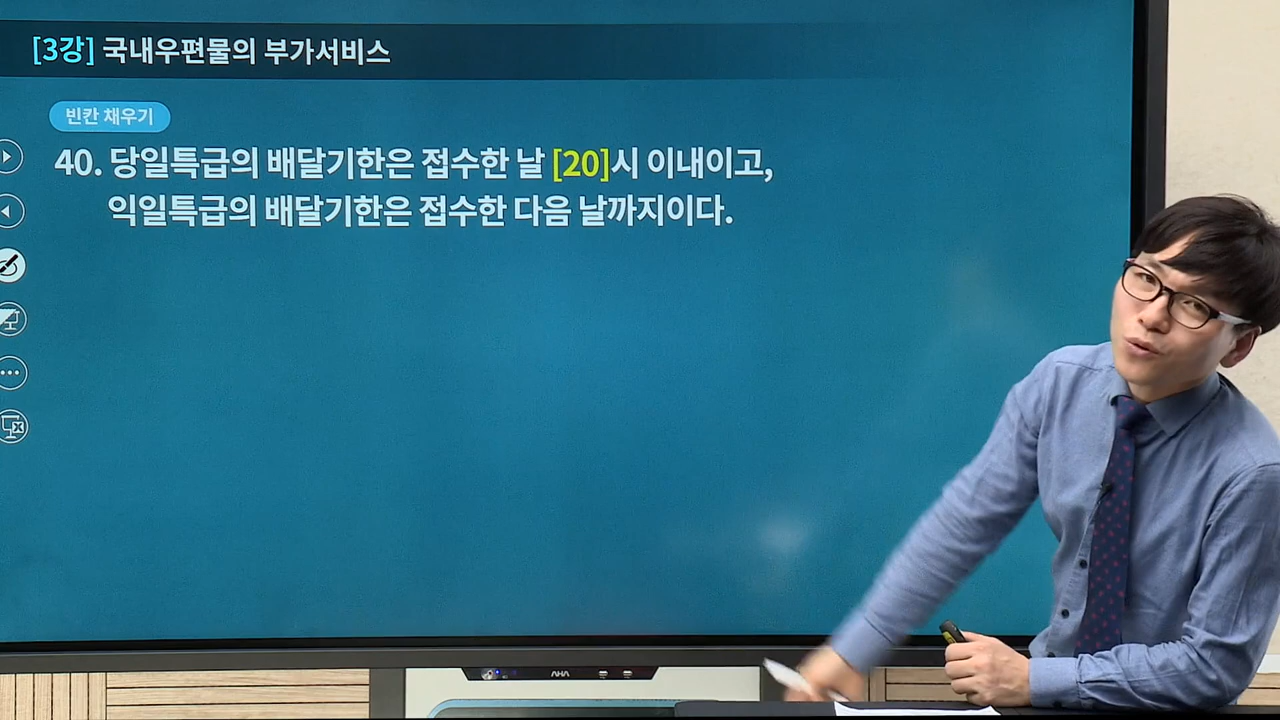 [3강] 국내우편물의 부가서비스
빈칸 채우기
40. 당일특급의 배달기한은 접수한 날 [20]시 이내이고,
익일특급의 배달기한은 접수한 다음 날까지이다.
AHA